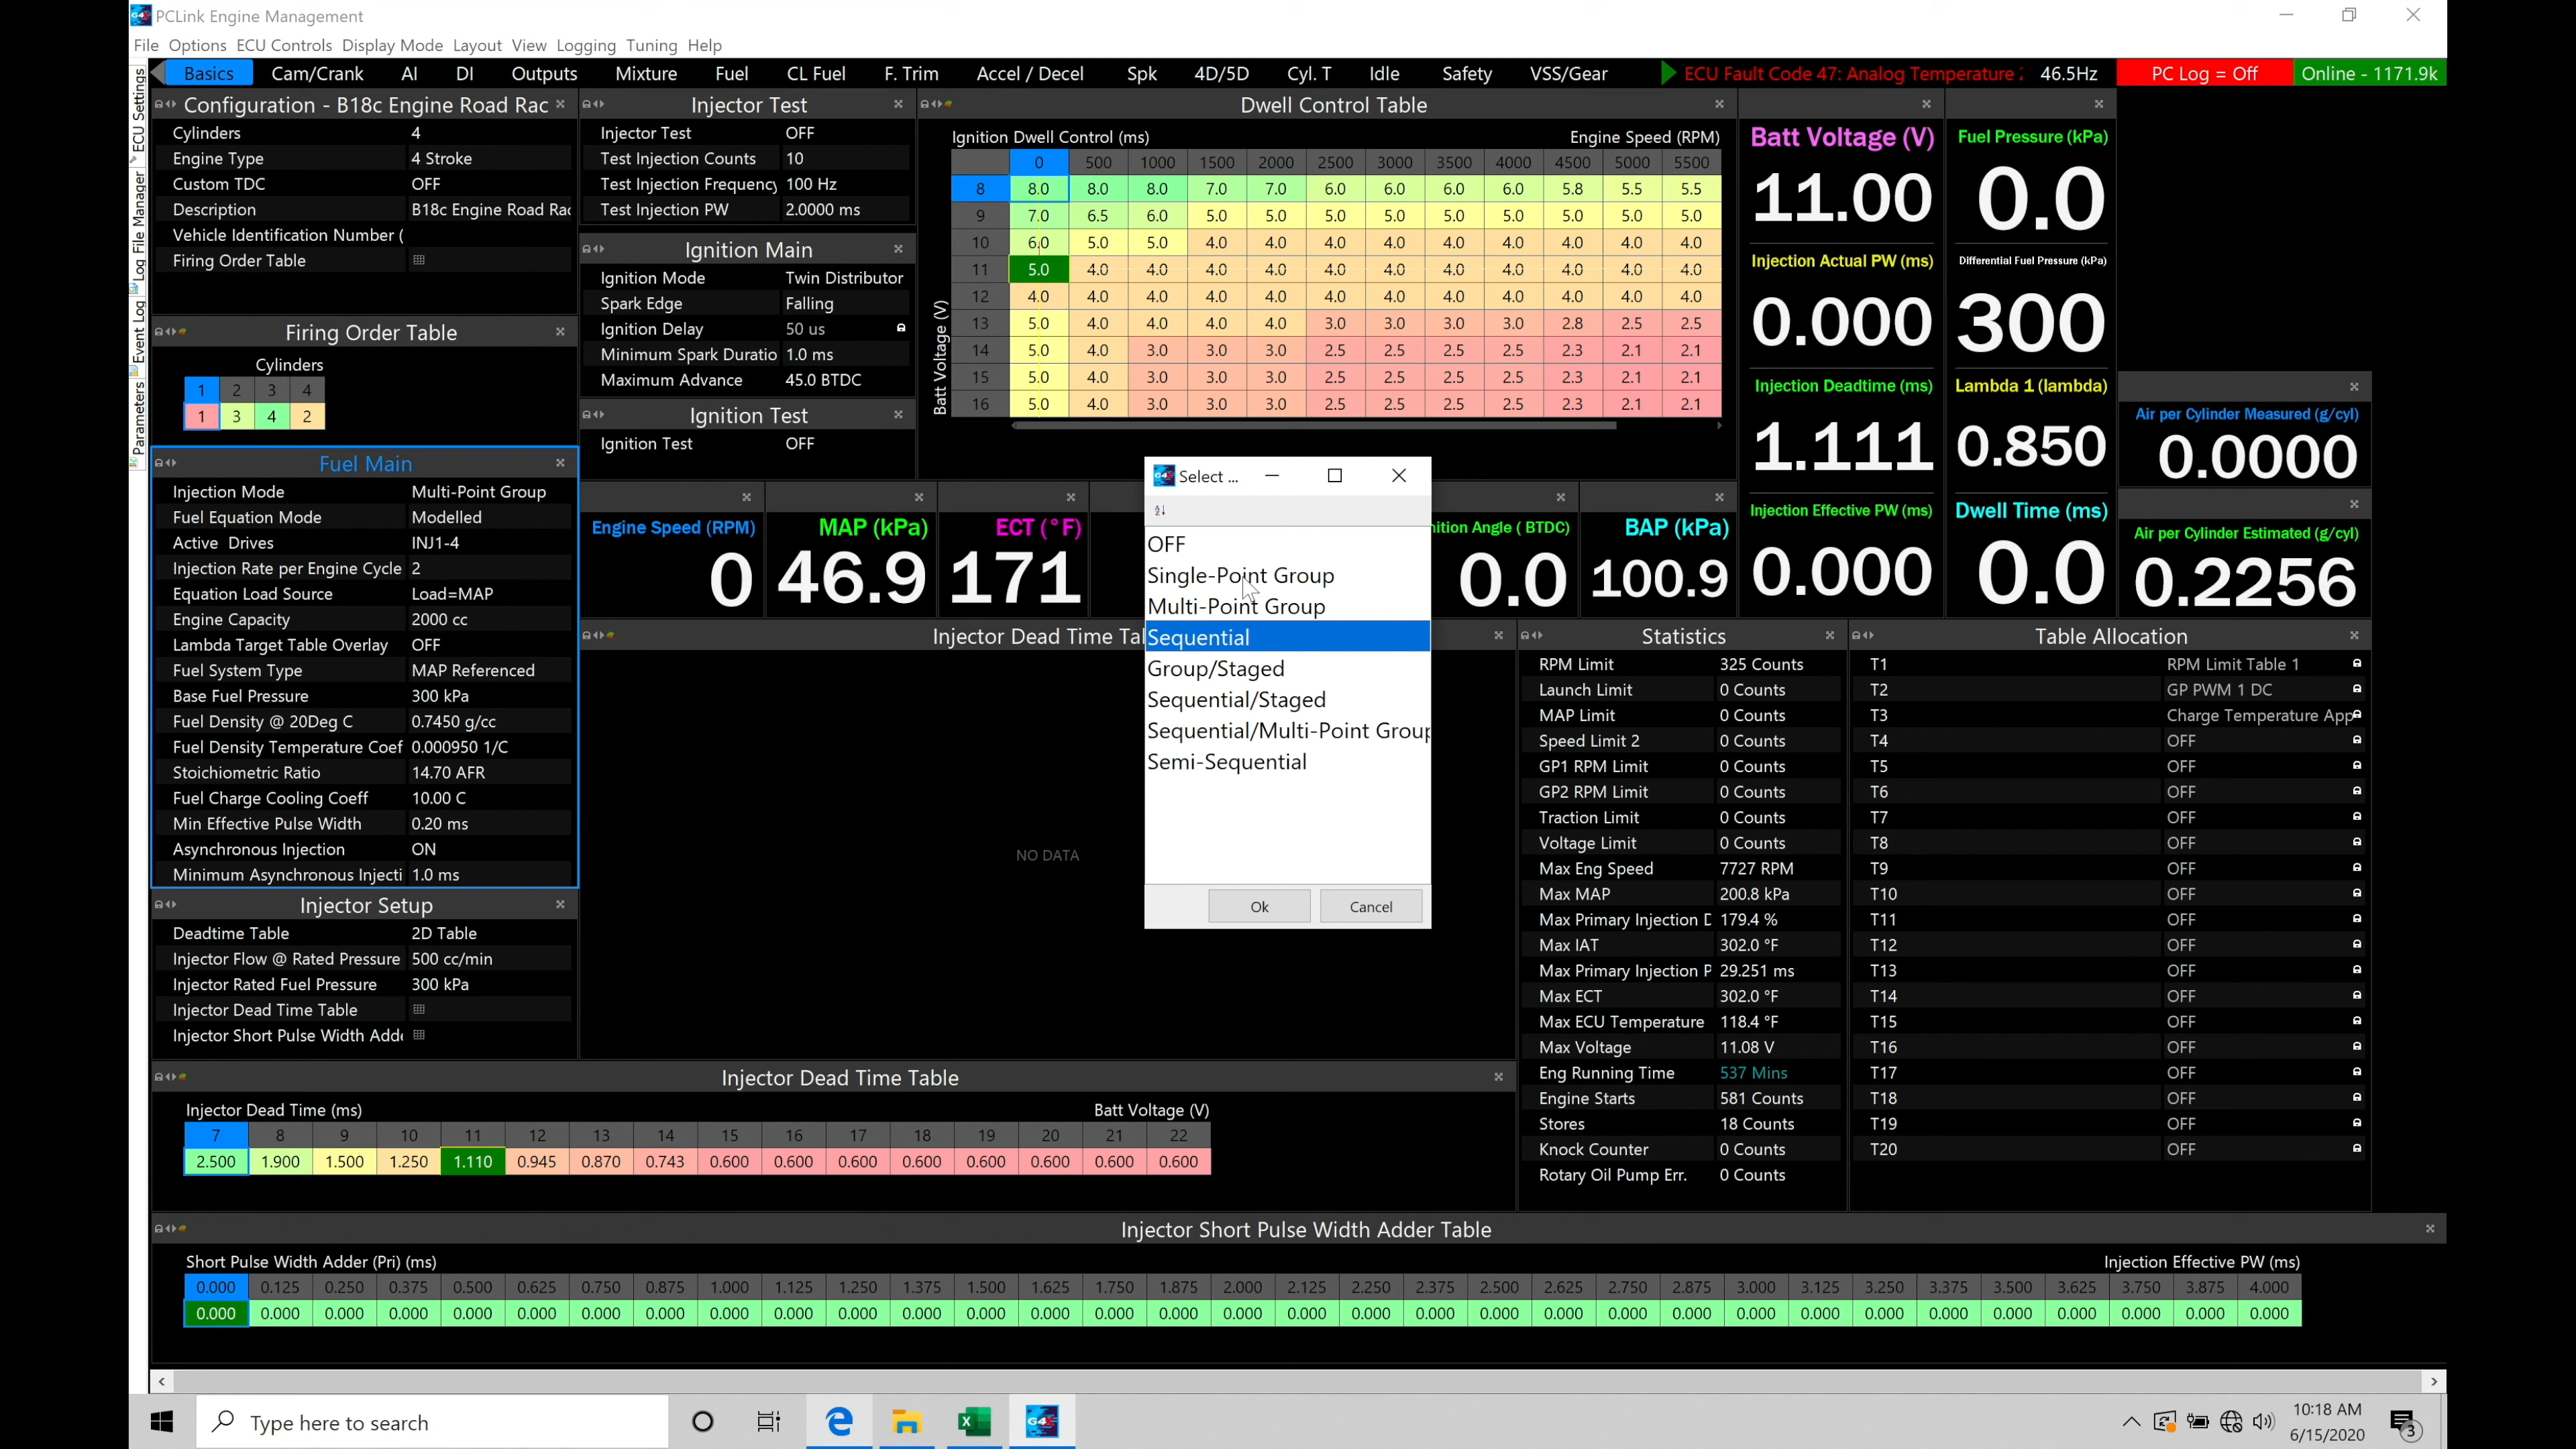 PCLink Engine Management
File Options ECU Controls Display Mode Layout View Logging Tuning Help
Basics Cam/Crank AI DI Outputs Mixture Fuel CL Fuel F. Trim Accel / Decel Spk 4D/5D Cyl. T Idle Safety VSS/Gear ECU Fault Code 47: Analog Temperature 46.5Hz PC Log = Off Online - 1171.9k
ECU Settings
Log File Manager
Event Log
Parameters
Configuration - B18c Engine Road Rac
Cylinders 4
Engine Type 4 Stroke
Custom TDC OFF
Description B18c Engine Road Rac
Vehicle Identification Number (
Firing Order Table
Firing Order Table
Cylinders
1 2 3 4
1 3 4 2
Fuel Main
Injection Mode Multi-Point Group
Fuel Equation Mode Modelled
Active Drives INJ1-4
Injection Rate per Engine Cycle 2
Equation Load Source Load=MAP
Engine Capacity 2000 cc
Lambda Target Table Overlay OFF
Fuel System Type MAP Referenced
Base Fuel Pressure 300 kPa
Fuel Density @ 20Deg C 0.7450 g/cc
Fuel Density Temperature Coef 0.000950 1/C
Stoichiometric Ratio 14.70 AFR
Fuel Charge Cooling Coeff 10.00 C
Min Effective Pulse Width 0.20 ms
Asynchronous Injection ON
Minimum Asynchronous Injecti 1.0 ms
Injector Setup
Deadtime Table 2D Table
Injector Flow @ Rated Pressure 500 cc/min
Injector Rated Fuel Pressure 300 kPa
Injector Dead Time Table
Injector Short Pulse Width Adde
Injector Test
Injector Test OFF
Test Injection Counts 10
Test Injection Frequency 100 Hz
Test Injection PW 2.0000 ms
Ignition Main
Ignition Mode Twin Distributor
Spark Edge Falling
Ignition Delay 50 us
Minimum Spark Duratio 1.0 ms
Maximum Advance 45.0 BTDC
Ignition Test
Ignition Test OFF
Dwell Control Table
Ignition Dwell Control (ms) Engine Speed (RPM)
Batt Voltage (V)
0 500 1000 1500 2000 2500 3000 3500 4000 4500 5000 5500
8 8.0 8.0 8.0 7.0 7.0 6.0 6.0 6.0 6.0 5.8 5.5 5.5
9 7.0 6.5 6.0 5.0 5.0 5.0 5.0 5.0 5.0 5.0 5.0 5.0
10 6.0 5.0 5.0 4.0 4.0 4.0 4.0 4.0 4.0 4.0 4.0 4.0
11 5.0 4.0 4.0 4.0 4.0 4.0 4.0 4.0 4.0 4.0 4.0 4.0
12 4.0 4.0 4.0 4.0 4.0 4.0 4.0 4.0 4.0 4.0 4.0 4.0
13 5.0 4.0 4.0 4.0 4.0 3.0 3.0 3.0 3.0 2.8 2.5 2.5
14 5.0 4.0 3.0 3.0 3.0 2.5 2.5 2.5 2.5 2.3 2.1 2.1
15 5.0 4.0 3.0 3.0 3.0 2.5 2.5 2.5 2.5 2.3 2.1 2.1
16 5.0 4.0 3.0 3.0 3.0 2.5 2.5 2.5 2.5 2.3 2.1 2.1
Batt Voltage (V)
11.00
Injection Actual PW (ms)
0.000
Injection Deadtime (ms)
1.111
Injection Effective PW (ms)
0.000
Fuel Pressure (kPa)
0.0
Differential Fuel Pressure (kPa)
300
Lambda 1 (lambda)
0.850
Dwell Time (ms)
0.0
Air per Cylinder Measured (g/cyl)
0.0000
Air per Cylinder Estimated (g/cyl)
0.2256
Engine Speed (RPM)
0
MAP (kPa)
46.9
ECT (°F)
171
nition Angle ( BTDC)
0.0
BAP (kPa)
100.9
Select ...
OFF
Single-Point Group
Multi-Point Group
Sequential
Group/Staged
Sequential/Staged
Sequential/Multi-Point Group
Semi-Sequential
Ok Cancel
Injector Dead Time Tal
NO DATA
Statistics
RPM Limit 325 Counts
Launch Limit 0 Counts
MAP Limit 0 Counts
Speed Limit 2 0 Counts
GP1 RPM Limit 0 Counts
GP2 RPM Limit 0 Counts
Traction Limit 0 Counts
Voltage Limit 0 Counts
Max Eng Speed 7727 RPM
Max MAP 200.8 kPa
Max Primary Injection D 179.4 %
Max IAT 302.0 °F
Max Primary Injection P 29.251 ms
Max ECT 302.0 °F
Max ECU Temperature 118.4 °F
Max Voltage 11.08 V
Eng Running Time 537 Mins
Engine Starts 581 Counts
Stores 18 Counts
Knock Counter 0 Counts
Rotary Oil Pump Err. 0 Counts
Table Allocation
T1 RPM Limit Table 1
T2 GP PWM 1 DC
T3 Charge Temperature App
T4 OFF
T5 OFF
T6 OFF
T7 OFF
T8 OFF
T9 OFF
T10 OFF
T11 OFF
T12 OFF
T13 OFF
T14 OFF
T15 OFF
T16 OFF
T17 OFF
T18 OFF
T19 OFF
T20 OFF
Injector Dead Time Table
Injector Dead Time (ms) Batt Voltage (V)
7 8 9 10 11 12 13 14 15 16 17 18 19 20 21 22
2.500 1.900 1.500 1.250 1.110 0.945 0.870 0.743 0.600 0.600 0.600 0.600 0.600 0.600 0.600 0.600
Injector Short Pulse Width Adder Table
Short Pulse Width Adder (Pri) (ms) Injection Effective PW (ms)
0.000 0.125 0.250 0.375 0.500 0.625 0.750 0.875 1.000 1.125 1.250 1.375 1.500 1.625 1.750 1.875 2.000 2.125 2.250 2.375 2.500 2.625 2.750 2.875 3.000 3.125 3.250 3.375 3.500 3.625 3.750 3.875 4.000
0.000 0.000 0.000 0.000 0.000 0.000 0.000 0.000 0.000 0.000 0.000 0.000 0.000 0.000 0.000 0.000 0.000 0.000 0.000 0.000 0.000 0.000 0.000 0.000 0.000 0.000 0.000 0.000 0.000 0.000 0.000 0.000 0.000
Type here to search
10:18 AM
6/15/2020
3